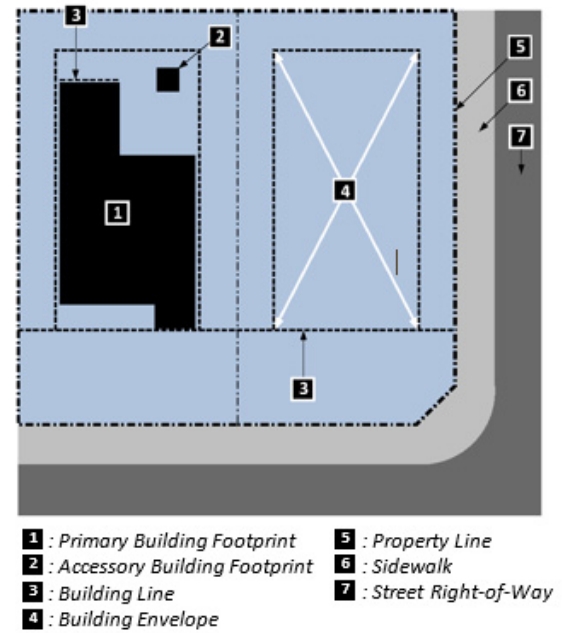 3
2
5
6
7
4
1
3
1 : Primary Building Footprint
2 : Accessory Building Footprint
3 : Building Line
4 : Building Envelope
5 : Property Line
6 : Sidewalk
7 : Street Right-of-Way